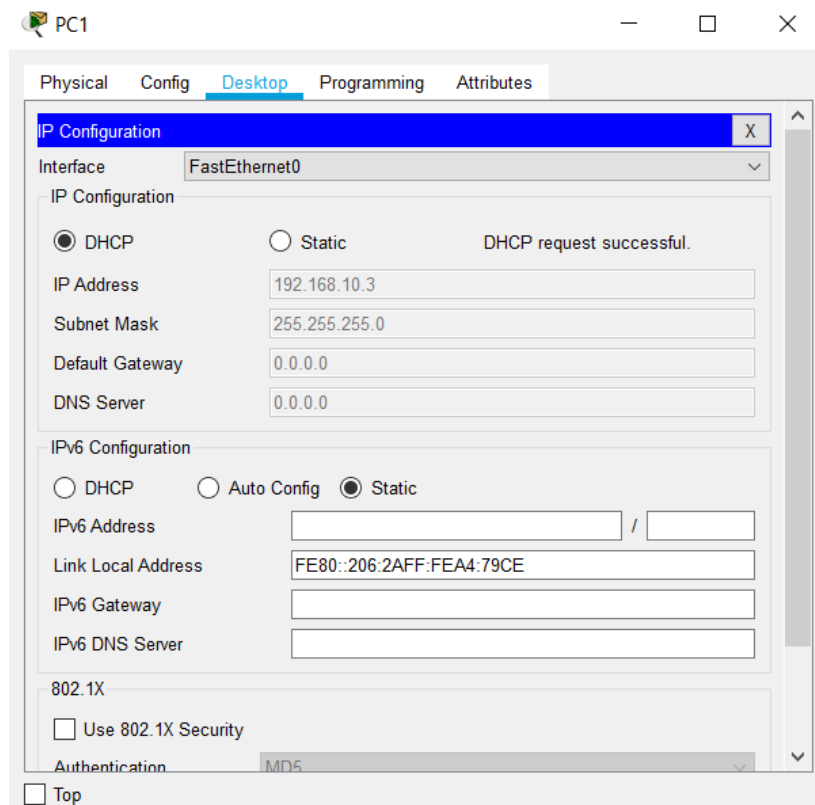 PC1
Physical Config Desktop Programming Attributes
IP Configuration X
Interface FastEthernet0
IP Configuration
DHCP Static DHCP request successful.
IP Address 192.168.10.3
Subnet Mask 255.255.255.0
Default Gateway 0.0.0.0
DNS Server 0.0.0.0
IPv6 Configuration
DHCP Auto Config Static
IPv6 Address /
Link Local Address FE80::206:2AFF:FEA4:79CE
IPv6 Gateway
IPv6 DNS Server
802.1X
Use 802.1X Security
Authentication MD5
Top